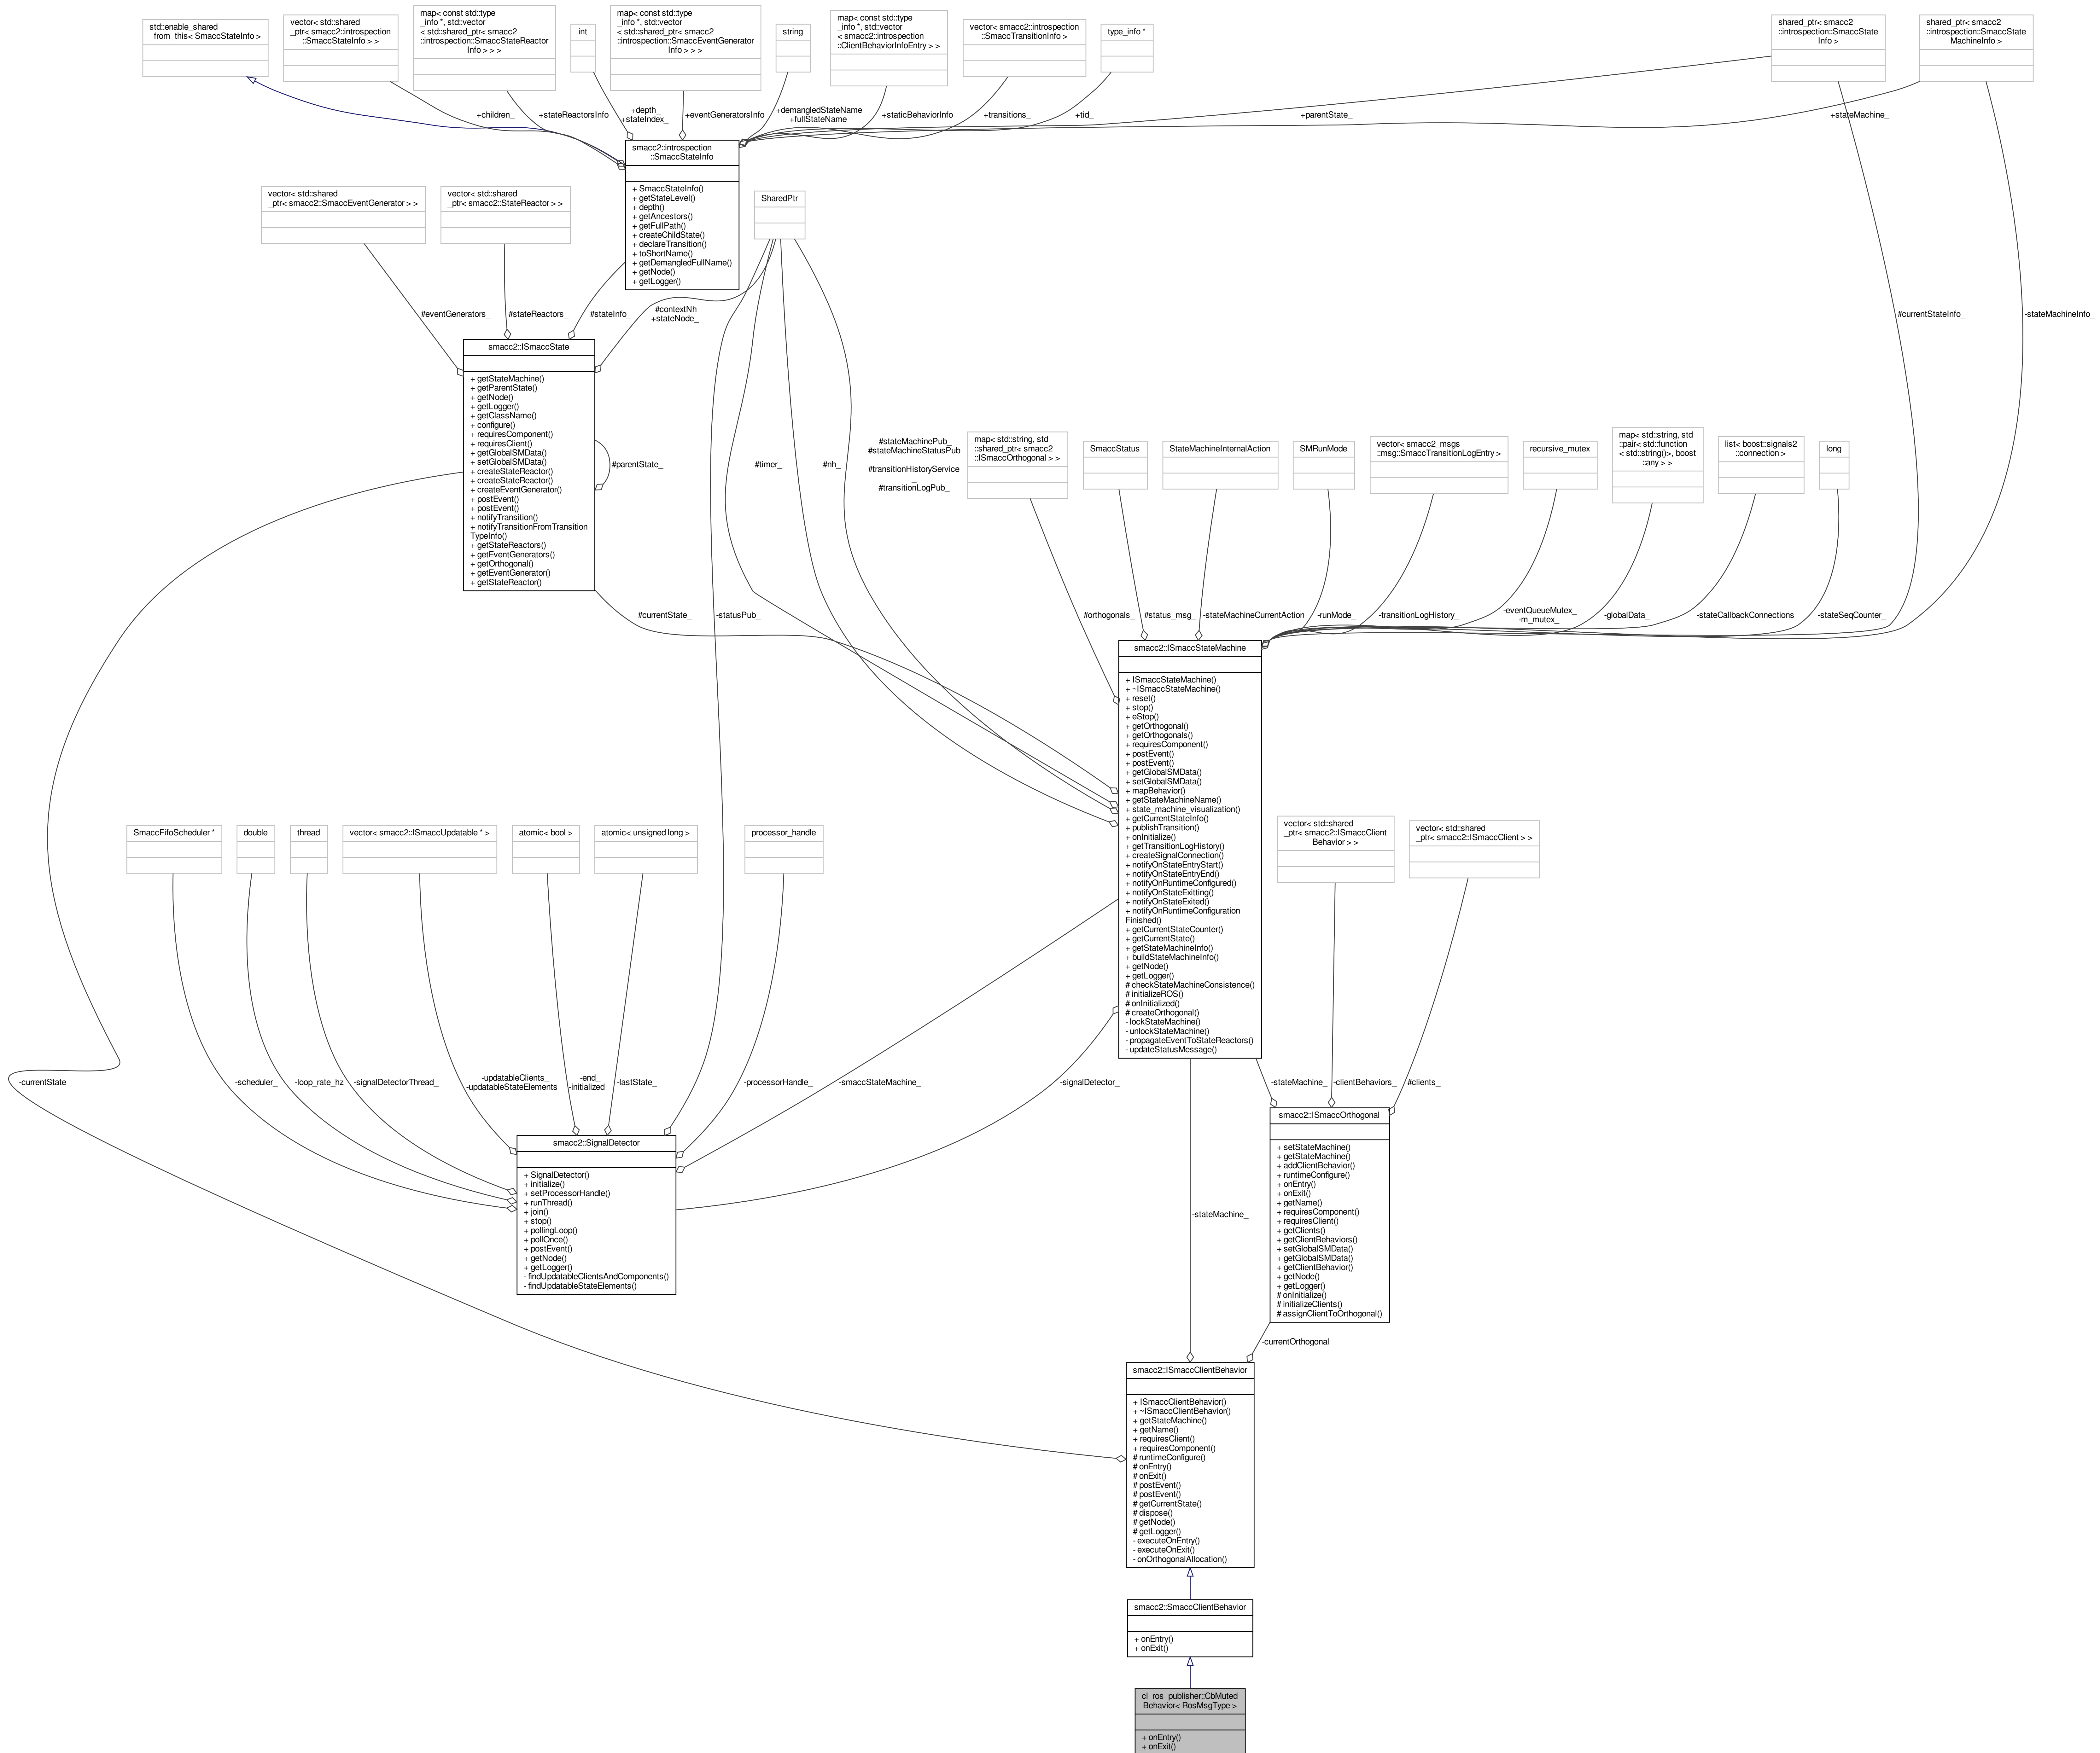 std::enable_shared
_from_this< SmaccStateInfo >
vector< std::shared
_ptr< smacc2::introspection
::SmaccStateInfo > >
map< const std::type
_info *, std::vector
< std::shared_ptr< smacc2
::introspection::SmaccStateReactor
Info > > >
int
map< const std::type
_info *, std::vector
< std::shared_ptr< smacc2
::introspection::SmaccEventGenerator
Info > > >
string
map< const std::type
_info *, std::vector
< smacc2::introspection
::ClientBehaviorInfoEntry > >
vector< smacc2::introspection
::SmaccTransitionInfo >
type_info *
shared_ptr< smacc2
::introspection::SmaccState
Info >
shared_ptr< smacc2
::introspection::SmaccState
MachineInfo >
+children_
+stateReactorsInfo
+depth_
+stateIndex_
+eventGeneratorsInfo
+demangledStateName
+fullStateName
+staticBehaviorInfo
+transitions_
+tid_
+parentState_
+stateMachine_
smacc2::introspection
::SmaccStateInfo
+ SmaccStateInfo()
+ getStateLevel()
+ depth()
+ getAncestors()
+ getFullPath()
+ createChildState()
+ declareTransition()
+ toShortName()
+ getDemangledFullName()
+ getNode()
+ getLogger()
vector< std::shared
_ptr< smacc2::SmaccEventGenerator > >
vector< std::shared
_ptr< smacc2::StateReactor > >
SharedPtr
#eventGenerators_
#stateReactors_
#stateInfo_
#contextNh
+stateNode_
#currentStateInfo_
-stateMachineInfo_
smacc2::ISmaccState
+ getStateMachine()
+ getParentState()
+ getNode()
+ getLogger()
+ getClassName()
+ configure()
+ requiresComponent()
+ requiresClient()
+ getGlobalSMData()
+ setGlobalSMData()
+ createStateReactor()
+ createStateReactor()
+ createEventGenerator()
+ postEvent()
+ postEvent()
+ notifyTransition()
+ notifyTransitionFromTransition
TypeInfo()
+ getStateReactors()
+ getEventGenerators()
+ getOrthogonal()
+ getEventGenerator()
+ getStateReactor()
#parentState_
#timer_
#nh_
#stateMachinePub_
#stateMachineStatusPub
_
#transitionHistoryService
_
#transitionLogPub_
map< std::string, std
::shared_ptr< smacc2
::ISmaccOrthogonal > >
SmaccStatus
StateMachineInternalAction
SMRunMode
vector< smacc2_msgs
::msg::SmaccTransitionLogEntry >
recursive_mutex
map< std::string, std
::pair< std::function
< std::string()>, boost
::any > >
list< boost::signals2
::connection >
long
#currentState_
-statusPub_
#orthogonals_
#status_msg_
-stateMachineCurrentAction
-runMode_
-transitionLogHistory_
-eventQueueMutex_
-m_mutex_
-globalData_
-stateCallbackConnections
-stateSeqCounter_
smacc2::ISmaccStateMachine
+ ISmaccStateMachine()
+ ~ISmaccStateMachine()
+ reset()
+ stop()
+ eStop()
+ getOrthogonal()
+ getOrthogonals()
+ requiresComponent()
+ postEvent()
+ postEvent()
+ getGlobalSMData()
+ setGlobalSMData()
+ mapBehavior()
+ getStateMachineName()
+ state_machine_visualization()
+ getCurrentStateInfo()
+ publishTransition()
+ onInitialize()
+ getTransitionLogHistory()
+ createSignalConnection()
+ notifyOnStateEntryStart()
+ notifyOnStateEntryEnd()
+ notifyOnRuntimeConfigured()
+ notifyOnStateExitting()
+ notifyOnStateExited()
+ notifyOnRuntimeConfiguration
Finished()
+ getCurrentStateCounter()
+ getCurrentState()
+ getStateMachineInfo()
+ buildStateMachineInfo()
+ getNode()
+ getLogger()
# checkStateMachineConsistence()
# initializeROS()
# onInitialized()
# createOrthogonal()
- lockStateMachine()
- unlockStateMachine()
- propagateEventToStateReactors()
- updateStatusMessage()
SmaccFifoScheduler *
double
thread
vector< smacc2::ISmaccUpdatable * >
atomic< bool >
atomic< unsigned long >
processor_handle
vector< std::shared
_ptr< smacc2::ISmaccClient
Behavior > >
vector< std::shared
_ptr< smacc2::ISmaccClient > >
-currentState
-scheduler_
-loop_rate_hz
-signalDetectorThread_
-updatableClients_
-updatableStateElements_
-end_
-initialized_
-lastState_
-processorHandle_
-smaccStateMachine_
-signalDetector_
-stateMachine_
-clientBehaviors_
#clients_
smacc2::SignalDetector
+ SignalDetector()
+ initialize()
+ setProcessorHandle()
+ runThread()
+ join()
+ stop()
+ pollingLoop()
+ pollOnce()
+ postEvent()
+ getNode()
+ getLogger()
- findUpdatableClientsAndComponents()
- findUpdatableStateElements()
smacc2::ISmaccOrthogonal
+ setStateMachine()
+ getStateMachine()
+ addClientBehavior()
+ runtimeConfigure()
+ onEntry()
+ onExit()
+ getName()
+ requiresComponent()
+ requiresClient()
+ getClients()
+ getClientBehaviors()
+ setGlobalSMData()
+ getGlobalSMData()
+ getClientBehavior()
+ getNode()
+ getLogger()
# onInitialize()
# initializeClients()
# assignClientToOrthogonal()
-stateMachine_
-currentOrthogonal
smacc2::ISmaccClientBehavior
+ ISmaccClientBehavior()
+ ~ISmaccClientBehavior()
+ getStateMachine()
+ getName()
+ requiresClient()
+ requiresComponent()
# runtimeConfigure()
# onEntry()
# onExit()
# postEvent()
# postEvent()
# getCurrentState()
# dispose()
# getNode()
# getLogger()
- executeOnEntry()
- executeOnExit()
- onOrthogonalAllocation()
smacc2::SmaccClientBehavior
+ onEntry()
+ onExit()
cl_ros_publisher::CbMuted
Behavior< RosMsgType >
+ onEntry()
+ onExit()